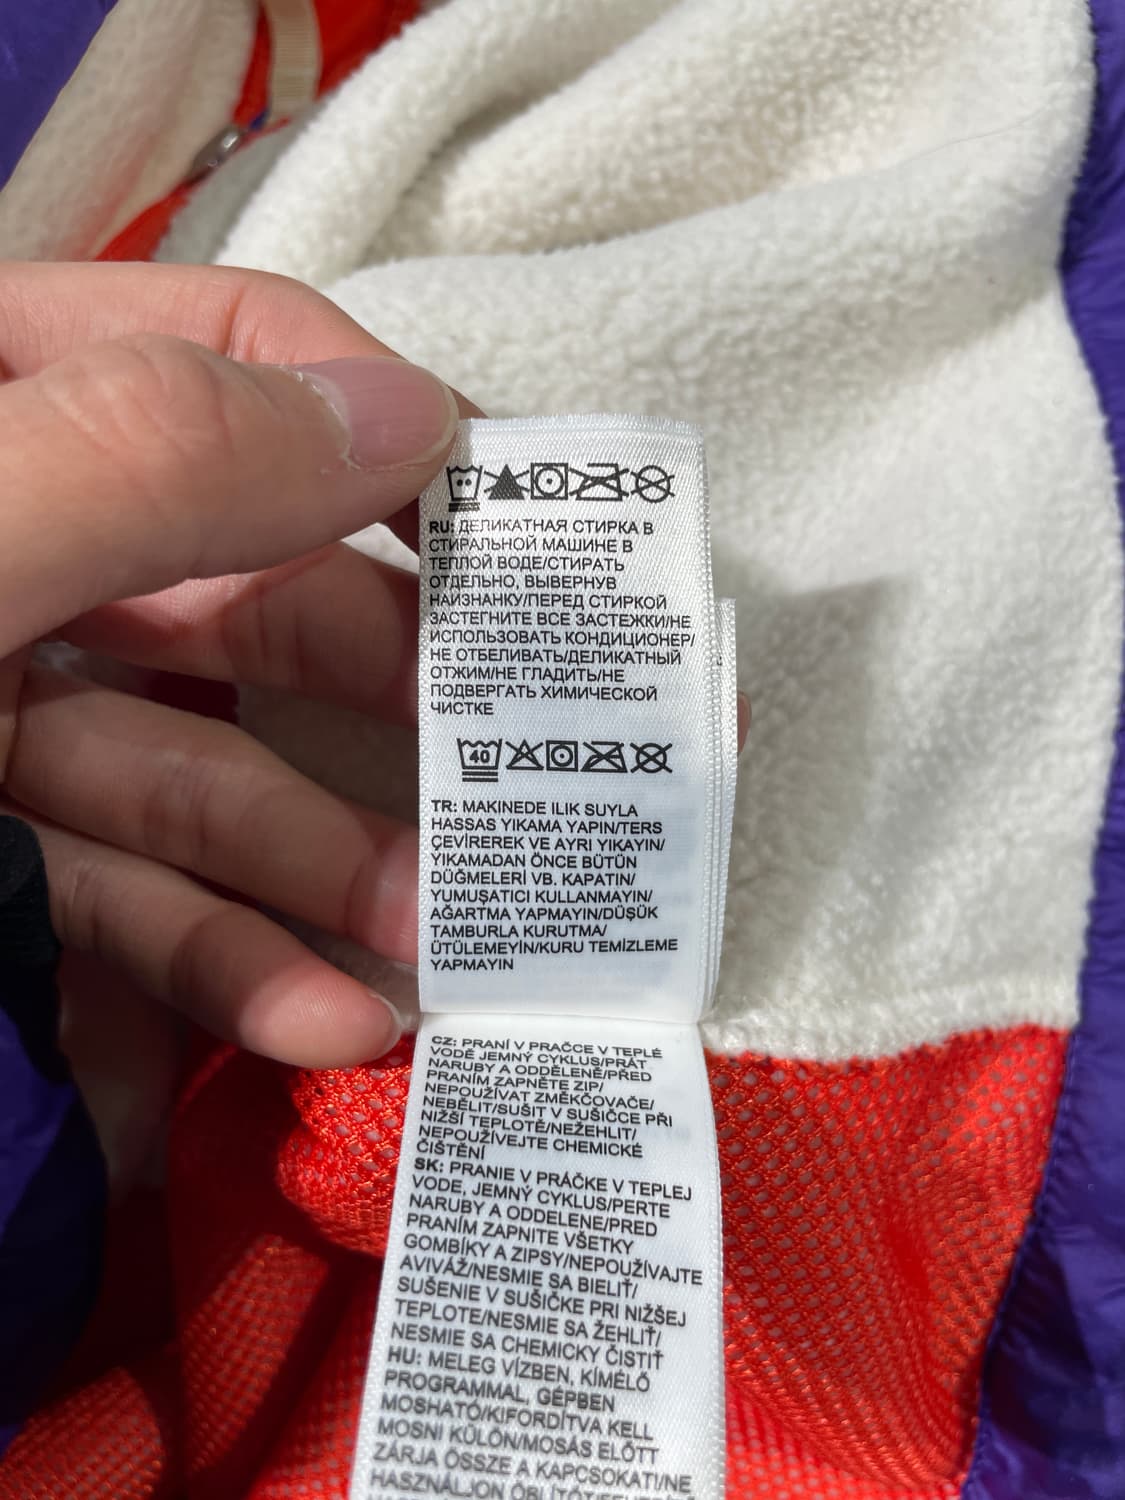 RU: ДЕЛИКАТНАЯ СТИРКА В
СТИРАЛЬНОЙ МАШИНЕ В
ТЕПЛОЙ ВОДЕ/СТИРАТЬ
ОТДЕЛЬНО, ВЫВЕРНУВ
НАИЗНАНКУ/ПЕРЕД СТИРКОЙ
ЗАСТЕГНИТЕ ВСЕ ЗАСТЕЖКИ/НЕ
ИСПОЛЬЗОВАТЬ КОНДИЦИОНЕР/
НЕ ОТБЕЛИВАТЬ/ДЕЛИКАТНЫЙ
ОТЖИМ/НЕ ГЛАДИТЬ/НЕ
ПОДВЕРГАТЬ ХИМИЧЕСКОЙ
ЧИСТКЕ
40
TR: MAKINEDE ILIK SUYLA
HASSAS YIKAMA YAPIN/TERS
ÇEVİREREK VE AYRI YIKAYIN/
YIKAMADAN ÖNCE BÜTÜN
DÜĞMELERİ VB. KAPATIN/
YUMUŞATICI KULLANMAYIN/
AĞARTMA YAPMAYIN/DÜŞÜK
TAMBURLA KURUTMA/
ÜTÜLEMEYİN/KURU TEMİZLEME
YAPMAYIN
CZ: PRANÍ V PRAČCE V TEPLÉ
VODĚ JEMNÝ CYKLUS/PRÁT
NARUBY A ODDĚLENĚ/PŘED
PRANÍM ZAPNĚTE ZIP/
NEPOUŽÍVAT ZMĚKČOVAČE/
NEBĚLIT/SUŠIT V SUŠIČCE PŘI
NIŽŠÍ TEPLOTĚ/NEŽEHLIT/
NEPOUŽÍVEJTE CHEMICKÉ
ČIŠTĚNÍ
SK: PRANIE V PRÁČKE V TEPLEJ
VODE, JEMNÝ CYKLUS/PERTE
NARUBY A ODDELENE/PRED
PRANÍM ZAPNITE VŠETKY
GOMBÍKY A ZIPSY/NEPOUŽÍVAJTE
AVIVÁŽ/NESMIE SA BIELIŤ/
SUŠENIE V SUŠIČKE PRI NIŽŠEJ
TEPLOTE/NESMIE SA ŽEHLIŤ/
NESMIE SA CHEMICKY ČISTIŤ
HU: MELEG VÍZBEN, KÍMÉLŐ
PROGRAMMAL, GÉPBEN
MOSHATÓ/KIFORDÍTVA KELL
MOSNI KÜLÖN/MOSÁS ELŐTT
ZÁRJA ÖSSZE A KAPCSOKATI/NE
HASZNÁLJON